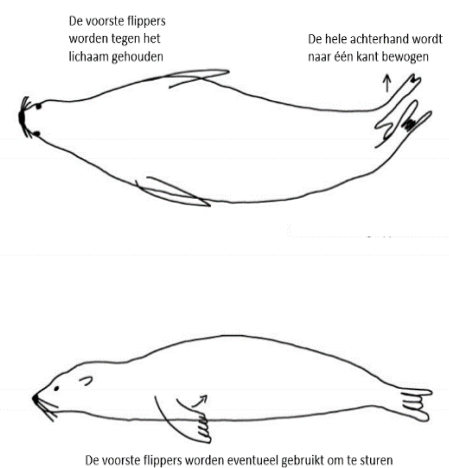 De voorste flippers
worden tegen het
lichaam gehouden
De hele achterhand wordt
naar één kant bewogen
De voorste flippers worden eventueel gebruikt om te sturen